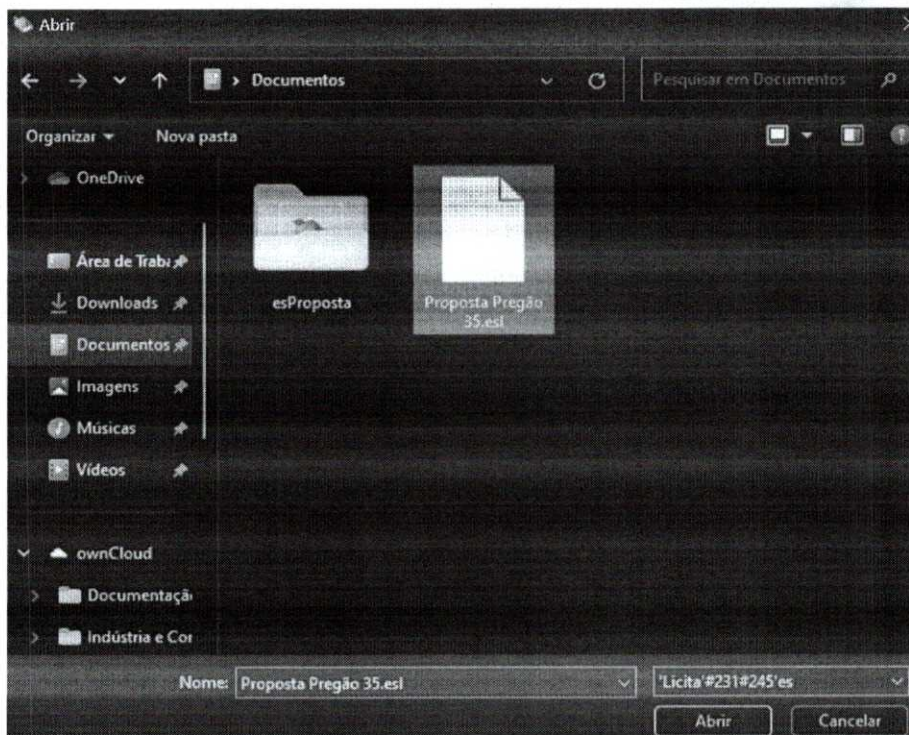 Abrir
Documentos
Pesquisar em Documentos
Organizar
Nova pasta
OneDrive
Área de Traba
Downloads
Documentos
Imagens
Músicas
Vídeos
ownCloud
Documentaçã
Indústria e Cor
esProposta
Proposta Pregão
35.esl
Nome: Proposta Pregão 35.esl
'Licita'#231#245'es
Abrir
Cancelar